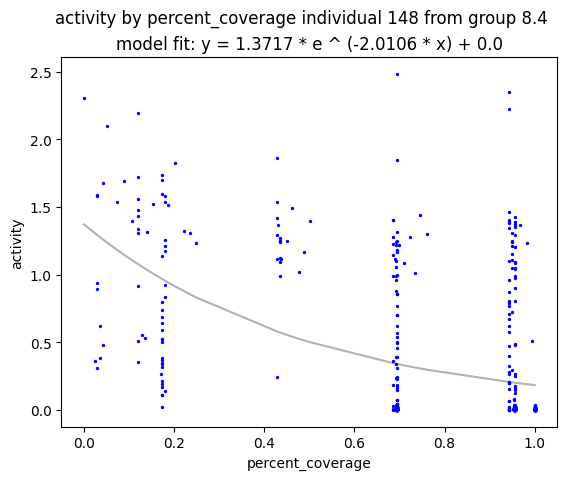 activity by percent_coverage individual 148 from group 8.4
model fit: y = 1.3717 * e ^ (-2.0106 * x) + 0.0
2.5
2.0
1.5
1.0
0.5
0.0
activity
0.0 0.2 0.4 0.6 0.8 1.0
percent_coverage